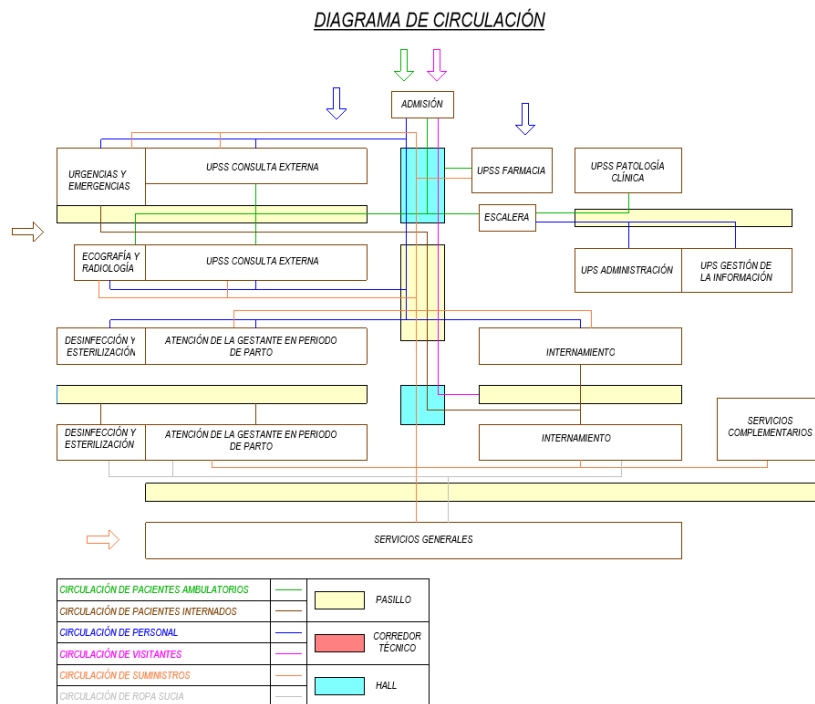 DIAGRAMA DE CIRCULACIÓN
ADMISIÓN
URGENCIAS Y
EMERGENCIAS
UPSS CONSULTA EXTERNA
UPSS FARMACIA
UPSS PATOLOGÍA
CLÍNICA
ESCALERA
ECOGRAFÍA Y
RADIOLOGÍA
UPSS CONSULTA EXTERNA
UPS ADMINISTRACIÓN
UPS GESTIÓN DE
LA INFORMACIÓN
DESINFECCIÓN Y
ESTERILIZACIÓN
ATENCIÓN DE LA GESTANTE EN PERIODO
DE PARTO
INTERNAMIENTO
DESINFECCIÓN Y
ESTERILIZACIÓN
ATENCIÓN DE LA GESTANTE EN PERIODO
DE PARTO
INTERNAMIENTO
SERVICIOS
COMPLEMENTARIOS
SERVICIOS GENERALES
CIRCULACIÓN DE PACIENTES AMBULATORIOS
CIRCULACIÓN DE PACIENTES INTERNADOS
CIRCULACIÓN DE PERSONAL
CIRCULACIÓN DE VISITANTES
CIRCULACIÓN DE SUMINISTROS
CIRCULACIÓN DE ROPA SUCIA
PASILLO
CORREDOR
TÉCNICO
HALL